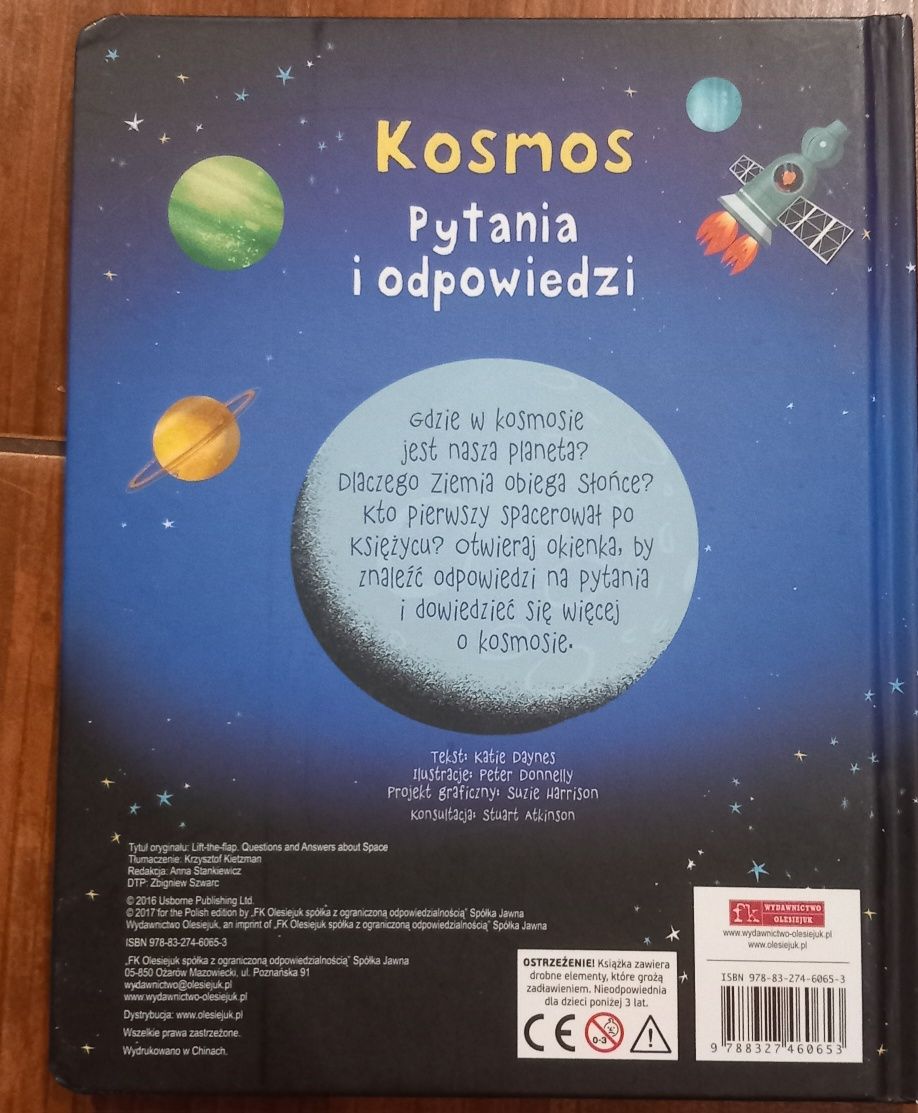 Kosmos
Pytania
i odpowiedzi
Gdzie w kosmosie
jest nasza planeta?
Dlaczego Ziemia obiega Słońce?
Kto pierwszy spacerował po
Księżycu? Otwieraj okienka, by
znaleźć odpowiedzi na pytania
i dowiedzieć się więcej
o kosmosie.
Tekst: Katie Daynes
Ilustracje: Peter Donnelly
Projekt graficzny: Suzie Harrison
Konsultacja: Stuart Atkinson
Tytuł oryginału: Lift-the-flap. Questions and Answers about Space
Tłumaczenie: Krzysztof Kietzman
Redakcja: Anna Stankiewicz
DTP: Zbigniew Szwarc
© 2016 Usborne Publishing Ltd.
© 2017 for the Polish edition by „FK Olesiejuk spółka z ograniczoną odpowiedzialnością” Spółka Jawna
Wydawnictwo Olesiejuk, an imprint of „FK Olesiejuk spółka z ograniczoną odpowiedzialnością” Spółka Jawna
ISBN 978-83-274-6065-3
„FK Olesiejuk spółka z ograniczoną odpowiedzialnością” Spółka Jawna
05-850 Ożarów Mazowiecki, ul. Poznańska 91
wydawnictwo@olesiejuk.pl
www.wydawnictwo-olesiejuk.pl
Dystrybucja: www.olesiejuk.pl
Wszelkie prawa zastrzeżone.
Wydrukowano w Chinach.
OSTRZEŻENIE! Książka zawiera
drobne elementy, które grożą
zadławieniem. Nieodpowiednia
dla dzieci poniżej 3 lat.
CE
0-3
fk WYDAWNICTWO
OLESIEJUK
www.wydawnictwo-olesiejuk.pl
www.olesiejuk.pl
ISBN 978-83-274-6065-3
9 788327 460653